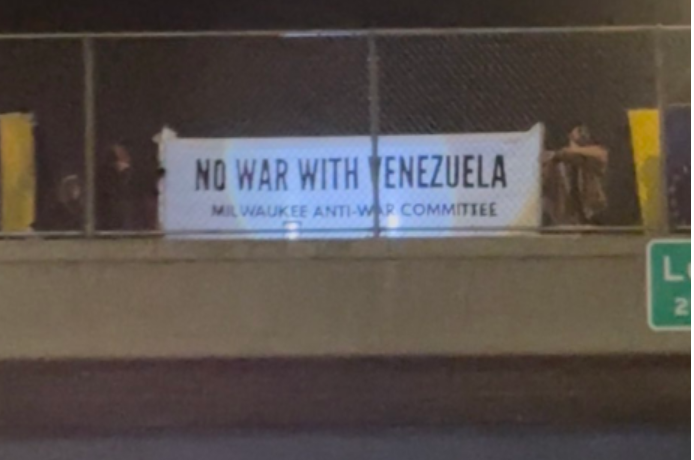 NO WAR WITH VENEZUELA
MILWAUKEE ANTI-WAR COMMITTEE